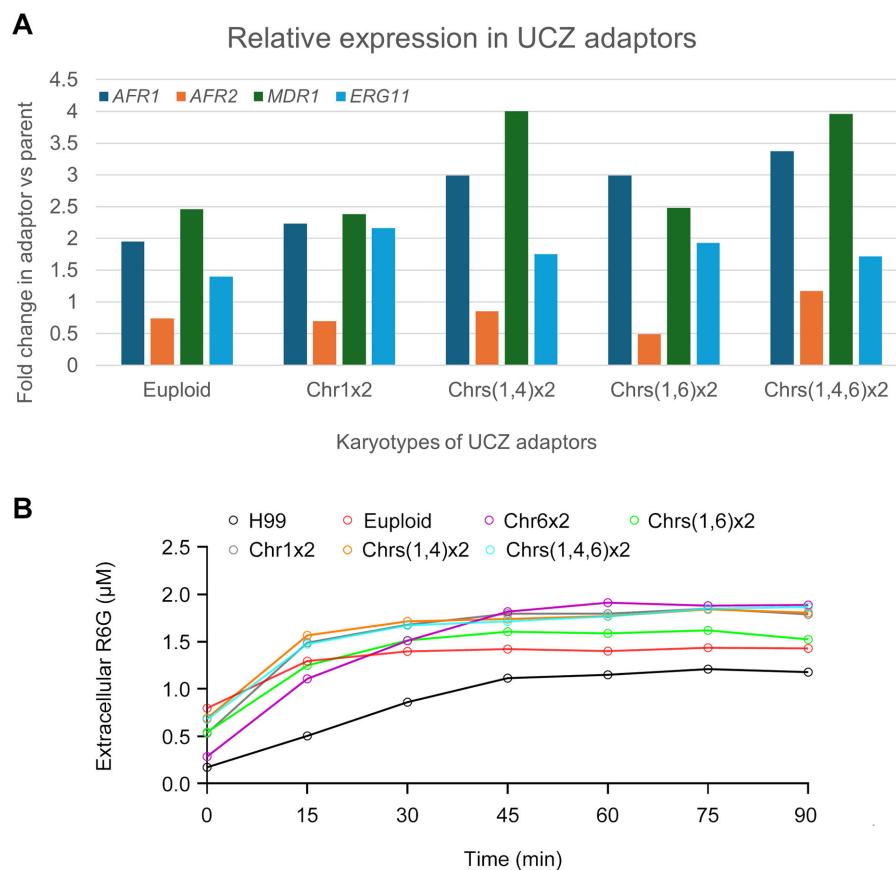 A
Relative expression in UCZ adaptors
Fold change in adaptor vs parent
4.5
4
3.5
3
2.5
2
1.5
1
0.5
0
AFR1 AFR2 MDR1 ERG11
Euploid Chr1x2 Chrs(1,4)x2 Chrs(1,6)x2 Chrs(1,4,6)x2
Karyotypes of UCZ adaptors
B
H99 Euploid Chr6x2 Chrs(1,6)x2
Chr1x2 Chrs(1,4)x2 Chrs(1,4,6)x2
Extracellular R6G (μM)
2.5
2.0
1.5
1.0
0.5
0.0
0 15 30 45 60 75 90
Time (min)